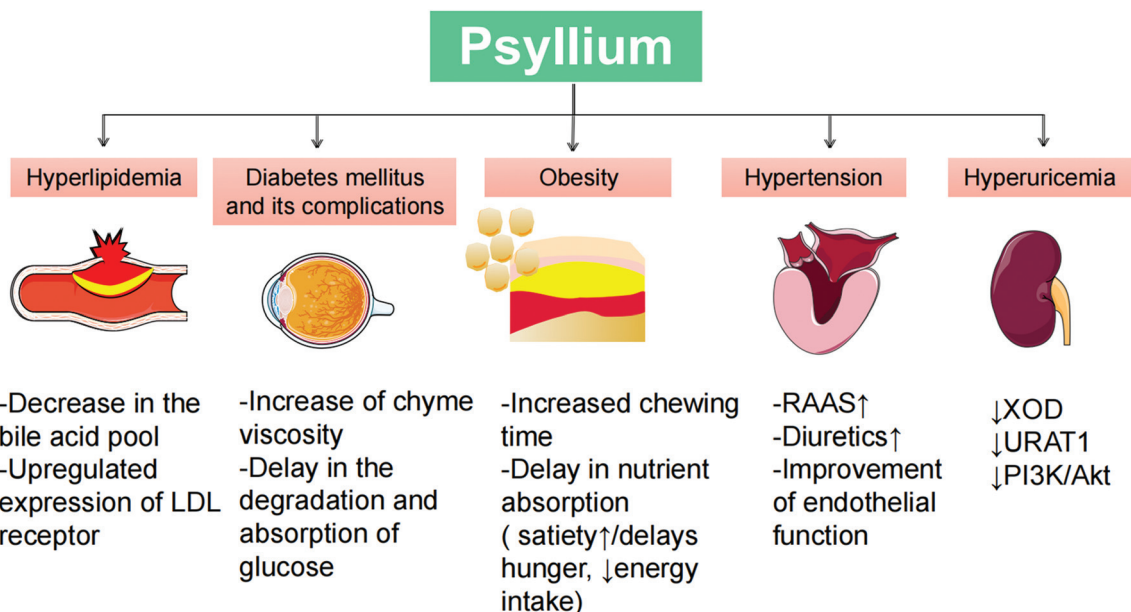 Psyllium
Hyperlipidemia
-Decrease in the
bile acid pool
-Upregulated
expression of LDL
receptor
Diabetes mellitus
and its complications
-Increase of chyme
viscosity
-Delay in the
degradation and
absorption of
glucose
Obesity
-Increased chewing
time
-Delay in nutrient
absorption
( satiety↑/delays
hunger, ↓energy
intake)
Hypertension
-RAAS↑
-Diuretics↑
-Improvement
of endothelial
function
Hyperuricemia
↓XOD
↓URAT1
↓PI3K/Akt